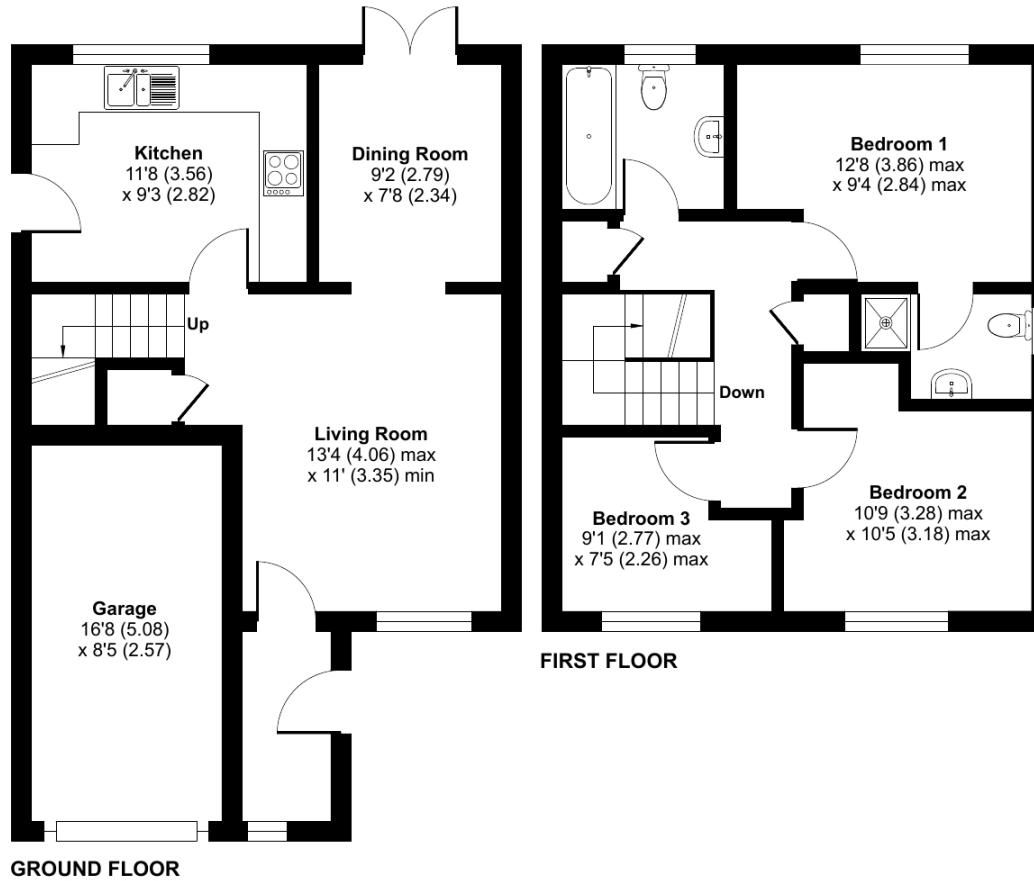 Kitchen
11'8 (3.56)
x 9'3 (2.82)
Dining Room
9'2 (2.79)
x 7'8 (2.34)
Up
Living Room
13'4 (4.06) max
x 11' (3.35) min
Garage
16'8 (5.08)
x 8'5 (2.57)
GROUND FLOOR
Bedroom 1
12'8 (3.86) max
x 9'4 (2.84) max
Down
Bedroom 2
10'9 (3.28) max
x 10'5 (3.18) max
Bedroom 3
9'1 (2.77) max
x 7'5 (2.26) max
FIRST FLOOR